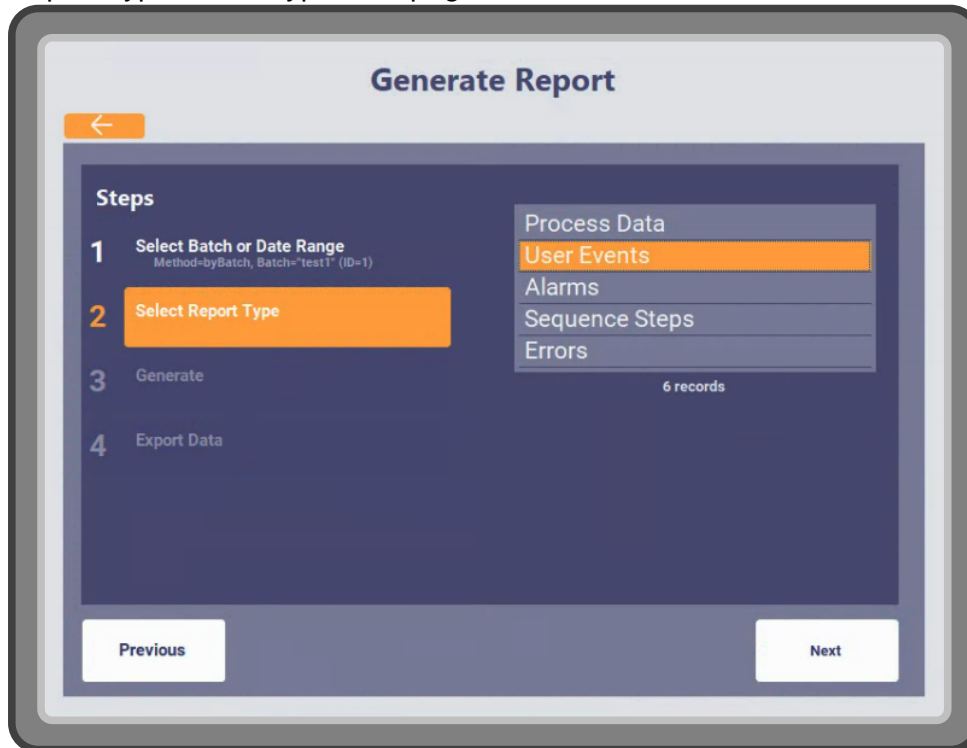 Generate Report
Steps
1 Select Batch or Date Range
Method=byBatch, Batch="test1" (ID=1)
2 Select Report Type
3 Generate
4 Export Data
Process Data
User Events
Alarms
Sequence Steps
Errors
6 records
Previous
Next